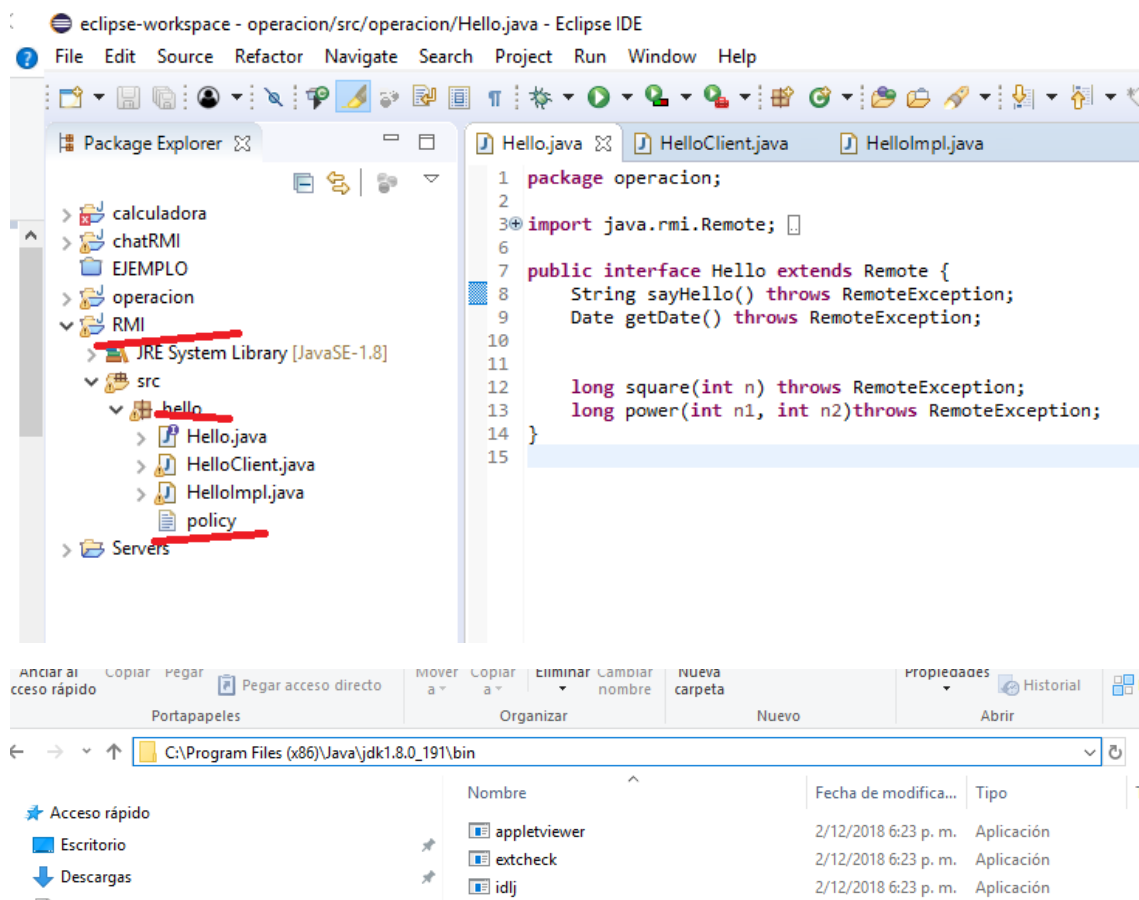 eclipse-workspace - operacion/src/operacion/Hello.java - Eclipse IDE
File Edit Source Refactor Navigate Search Project Run Window Help
Package Explorer
calculadora
chatRMI
EJEMPLO
operacion
RMI
JRE System Library [JavaSE-1.8]
src
hello
Hello.java
HelloClient.java
HelloImpl.java
policy
Servers
Hello.java HelloClient.java HelloImpl.java
1 package operacion;
2
3 import java.rmi.Remote;
6
7 public interface Hello extends Remote {
8 String sayHello() throws RemoteException;
9 Date getDate() throws RemoteException;
10
11
12 long square(int n) throws RemoteException;
13 long power(int n1, int n2)throws RemoteException;
14 }
15
Anclar al Copiar Pegar Mover Copiar Eliminar Cambiar Nueva Propiedades
cceso rápido Pegar acceso directo a a nombre carpeta Historial
Portapapeles Organizar Nuevo Abrir
C:\Program Files (x86)\Java\jdk1.8.0_191\bin
Nombre Fecha de modifica... Tipo
Acceso rápido
Escritorio
Descargas
appletviewer 2/12/2018 6:23 p. m. Aplicación
extcheck 2/12/2018 6:23 p. m. Aplicación
idlj 2/12/2018 6:23 p. m. Aplicación